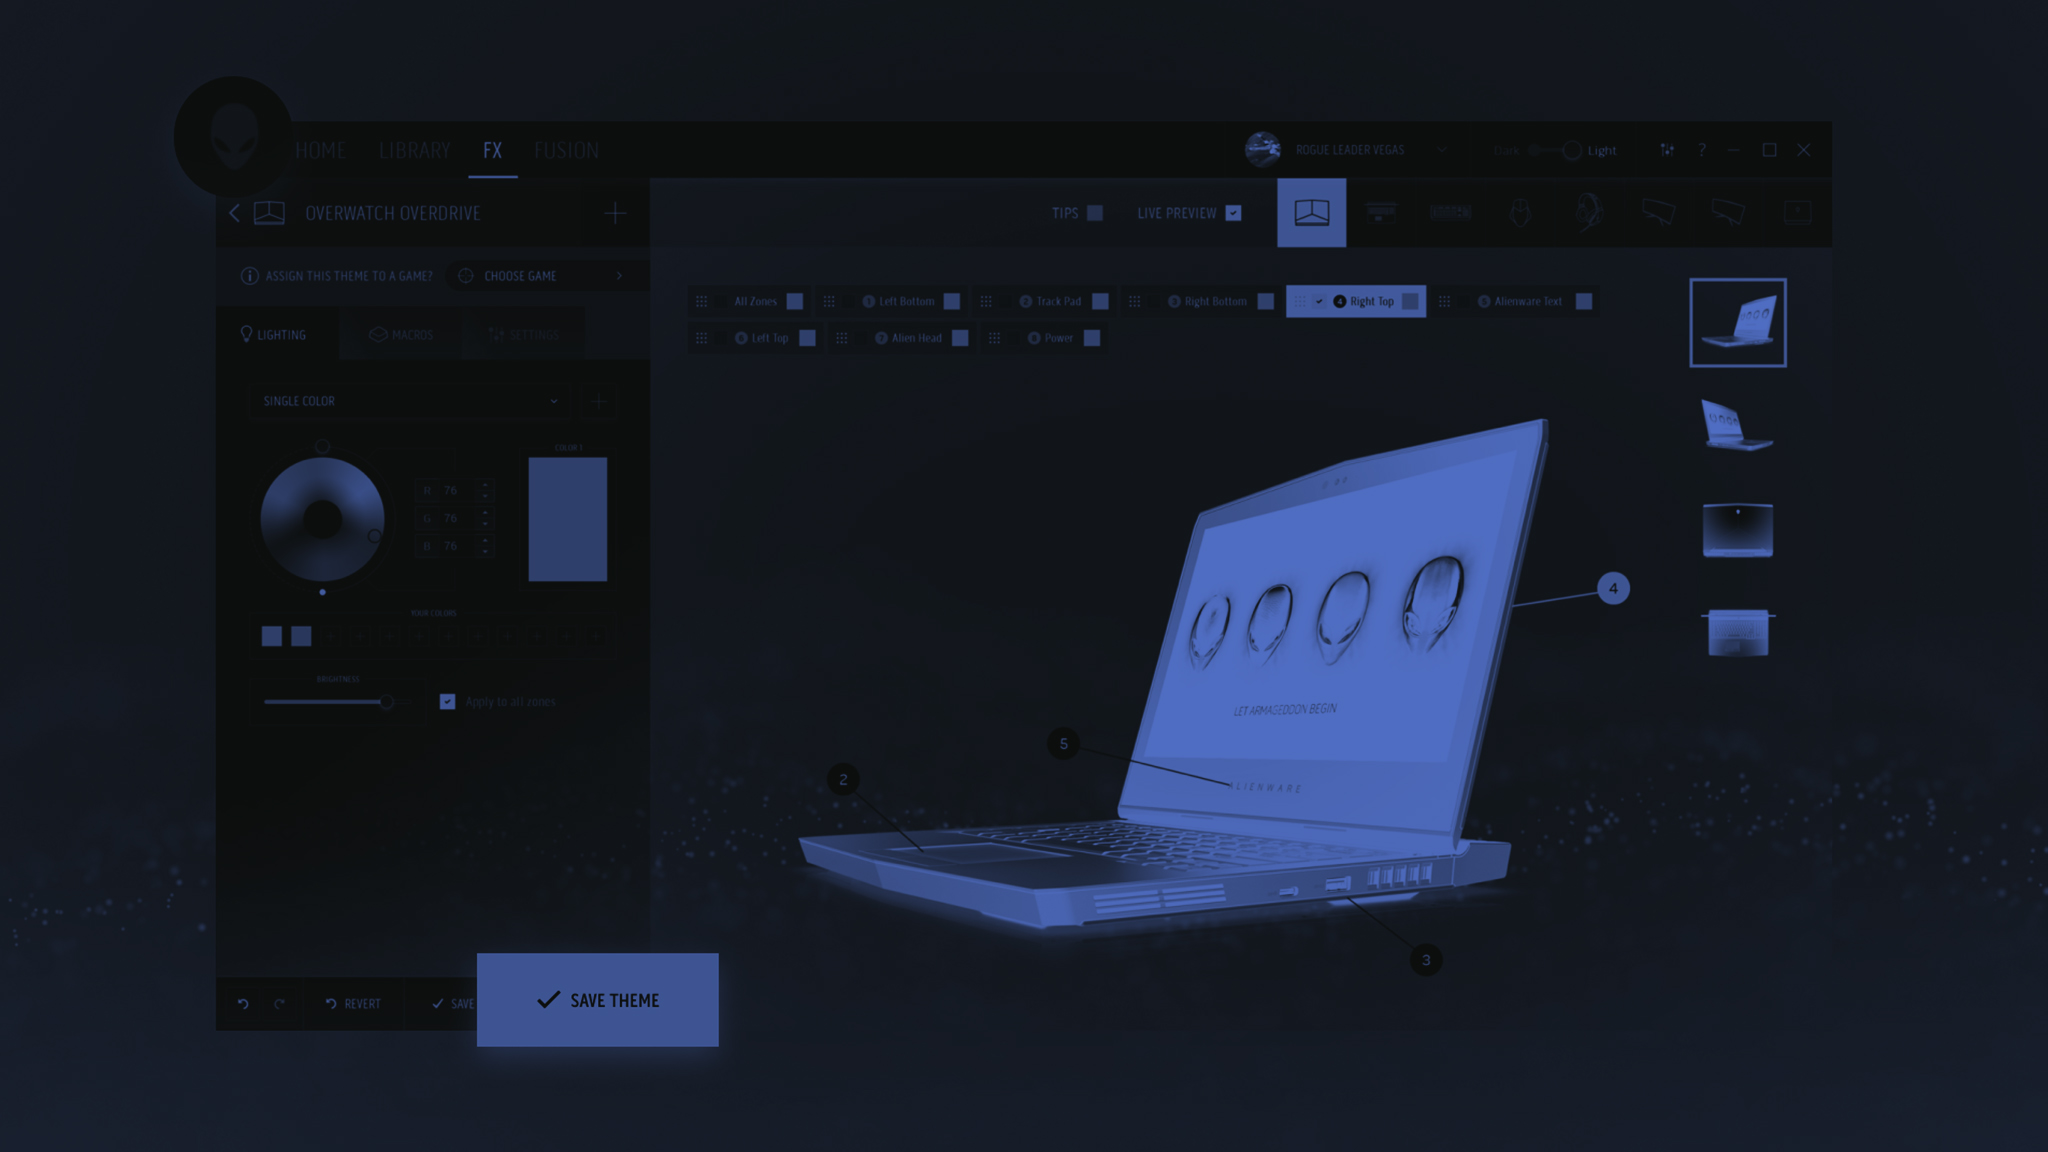 HOME LIBRARY FX FUSION
ROGUE LEADER VEGAS
Dark Light
?
OVERWATCH OVERDRIVE
TIPS LIVE PREVIEW
ASSIGN THIS THEME TO A GAME? CHOOSE GAME
All Zones 1 Left Bottom 2 Track Pad 3 Right Bottom 4 Right Top 5 Alienware Text
6 Left Top 7 Alien Head 8 Power
LIGHTING MACROS SETTINGS
SINGLE COLOR
COLOR 1
R 76
G 76
B 76
YOUR COLORS
BRIGHTNESS
Apply to all zones
LET ARMAGEDDON BEGIN
ALIENWARE
4
5
2
3
REVERT SAVE
SAVE THEME